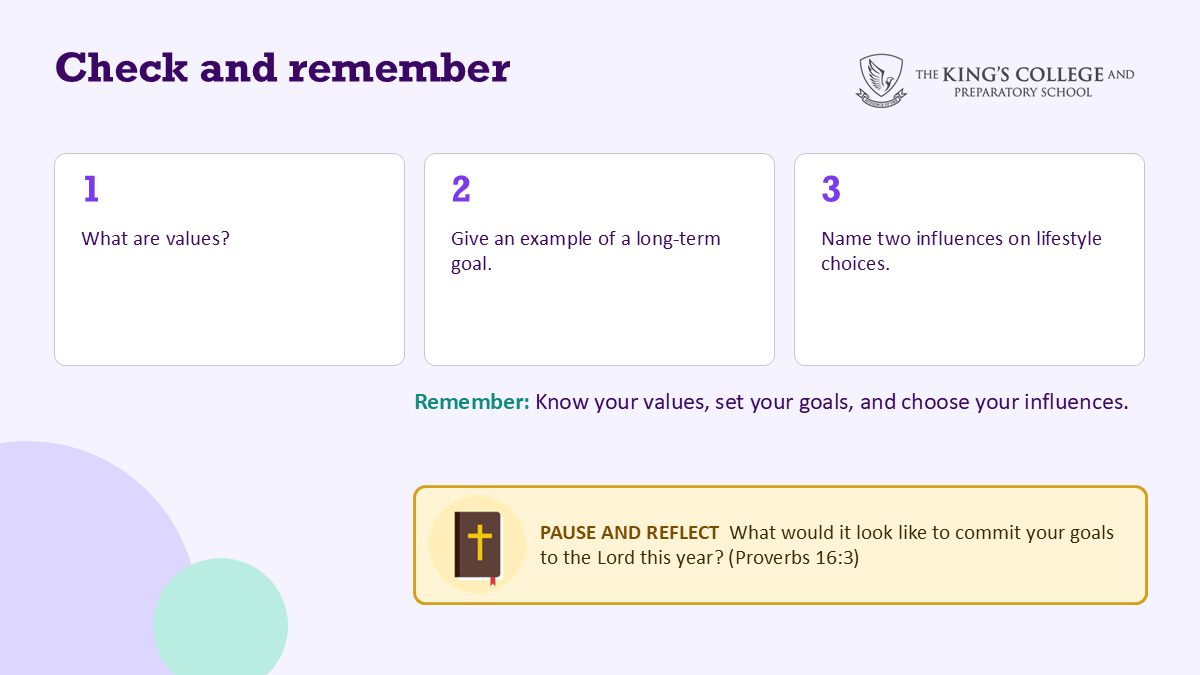 Check and remember
THE KING'S COLLEGE AND
PREPARATORY SCHOOL
1
What are values?
2
Give an example of a long-term
goal.
3
Name two influences on lifestyle
choices.
Remember: Know your values, set your goals, and choose your influences.
PAUSE AND REFLECT What would it look like to commit your goals
to the Lord this year? (Proverbs 16:3)